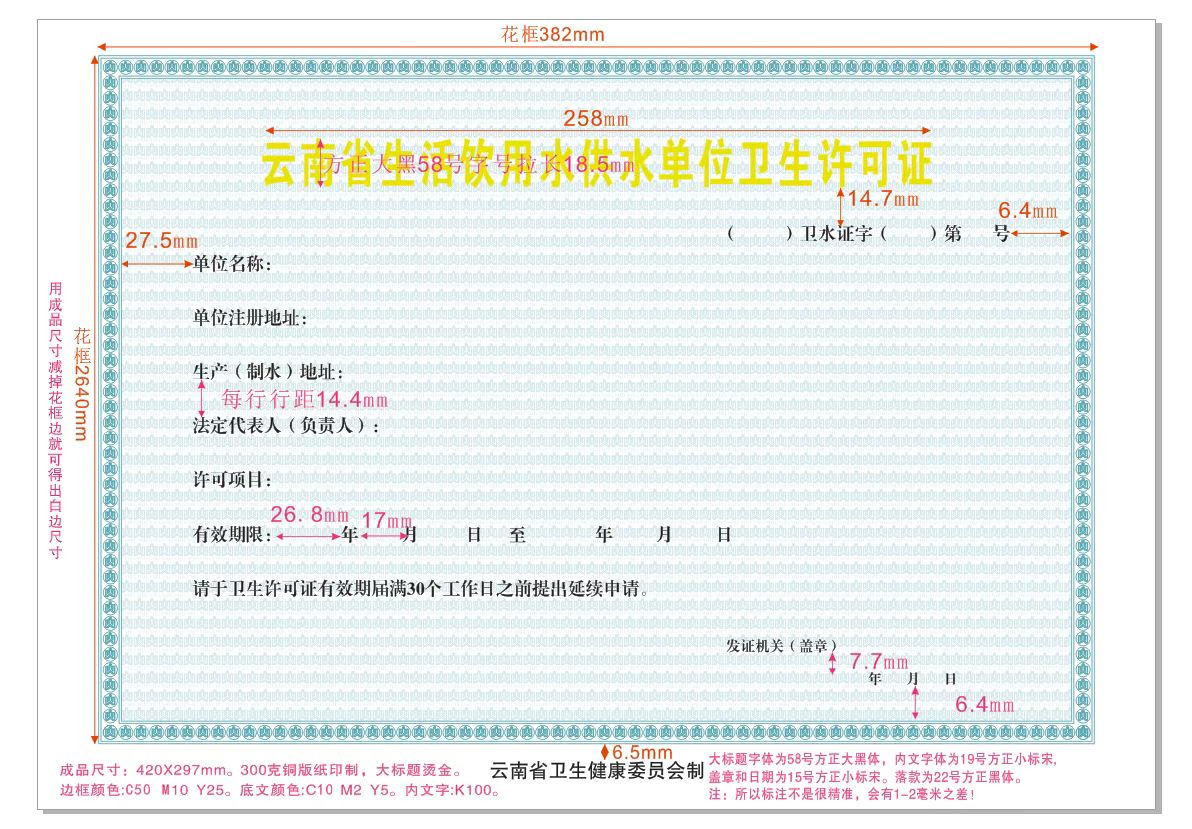 花框382mm
258mm
云南省生活饮用水供水单位卫生许可证
方正大黑58号字号拉长18.5mm
14.7mm
6.4mm
（ ）卫水证字（ ）第 号
27.5mm
单位名称：
用成品尺寸减掉花框边就可得出白边尺寸
花框2640mm
单位注册地址：
生产（制水）地址：
每行行距14.4mm
法定代表人（负责人）：
许可项目：
26.8mm
17mm
有效期限： 年 月 日 至 年 月 日
请于卫生许可证有效期届满30个工作日之前提出延续申请。
发证机关（盖章）
7.7mm
年 月 日
6.4mm
6.5mm
成品尺寸：420X297mm。300克铜版纸印制，大标题烫金。
边框颜色:C50 M10 Y25。底文颜色:C10 M2 Y5。内文字:K100。
云南省卫生健康委员会制
大标题字体为58号方正大黑体，内文字体为19号方正小标宋,
盖章和日期为15号方正小标宋。落款为22号方正黑体。
注：所以标注不是很精准，会有1-2毫米之差！